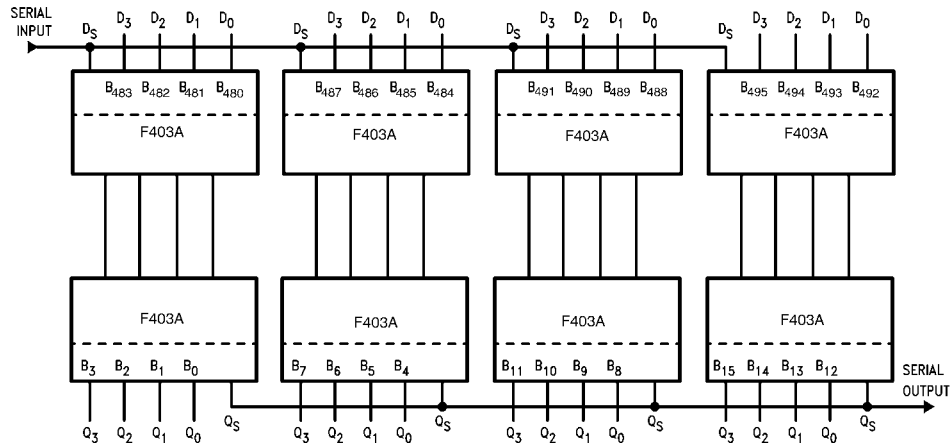 SERIAL INPUT
D₃ D₂ D₁ D₀ D₃ D₂ D₁ D₀ D₃ D₂ D₁ D₀ D₃ D₂ D₁ D₀
Dₛ Dₛ Dₛ Dₛ
B₄₈₃ B₄₈₂ B₄₈₁ B₄₈₀ B₄₈₇ B₄₈₆ B₄₈₅ B₄₈₄ B₄₉₁ B₄₉₀ B₄₈₉ B₄₈₈ B₄₉₅ B₄₉₄ B₄₉₃ B₄₉₂
F403A F403A F403A F403A
F403A F403A F403A F403A
B₃ B₂ B₁ B₀ B₇ B₆ B₅ B₄ B₁₁ B₁₀ B₉ B₈ B₁₅ B₁₄ B₁₃ B₁₂
SERIAL OUTPUT
Q₃ Q₂ Q₁ Q₀ Qₛ Q₃ Q₂ Q₁ Q₀ Qₛ Q₃ Q₂ Q₁ Q₀ Qₛ Q₃ Q₂ Q₁ Q₀ Qₛ